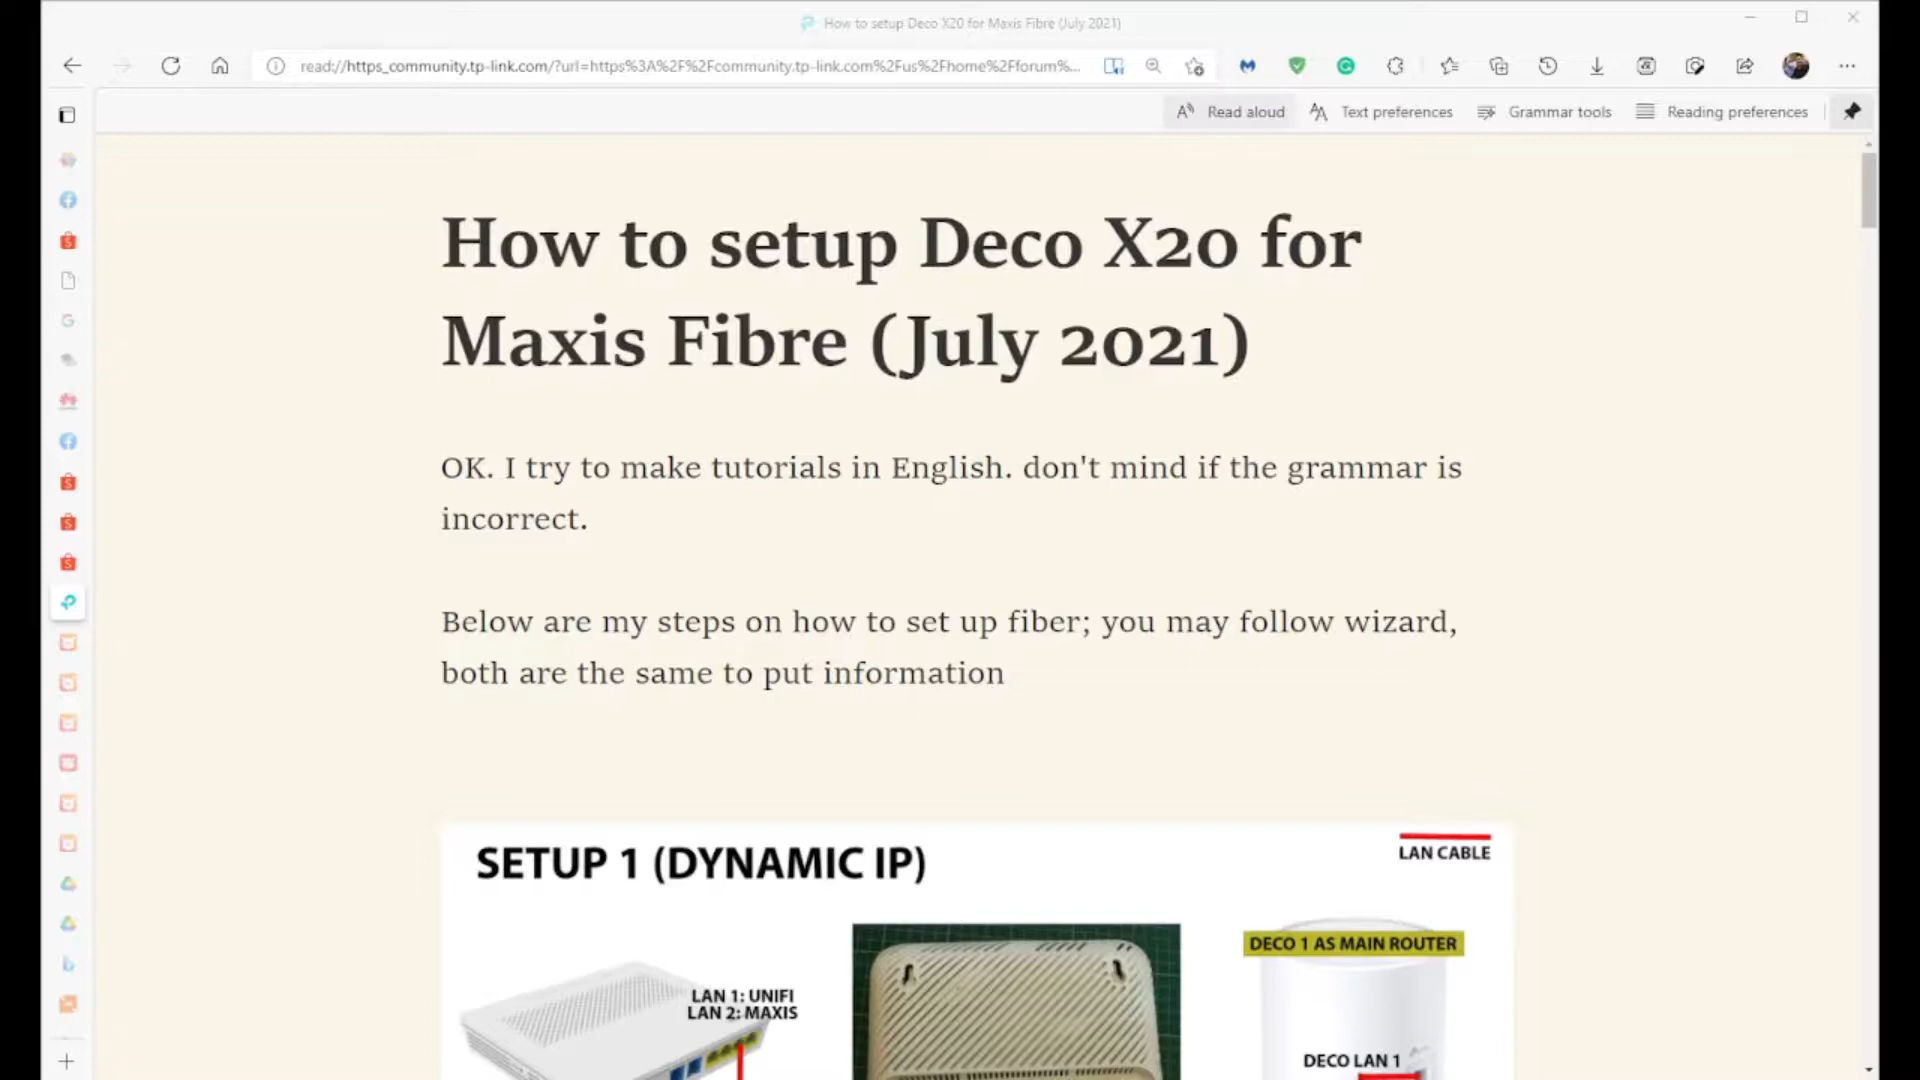 How to setup Deco X20 for Maxis Fibre (July 2021)
read://https_community.tp-link.com/?url=https%3A%2F%2Fcommunity.tp-link.com%2Fus%2Fhome%2Fforum%...
Read aloud
Text preferences
Grammar tools
Reading preferences
How to setup Deco X20 for
Maxis Fibre (July 2021)
OK. I try to make tutorials in English. don't mind if the grammar is
incorrect.
Below are my steps on how to set up fiber; you may follow wizard,
both are the same to put information
SETUP 1 (DYNAMIC IP)
LAN CABLE
DECO 1 AS MAIN ROUTER
LAN 1: UNIFI
LAN 2: MAXIS
DECO LAN 1